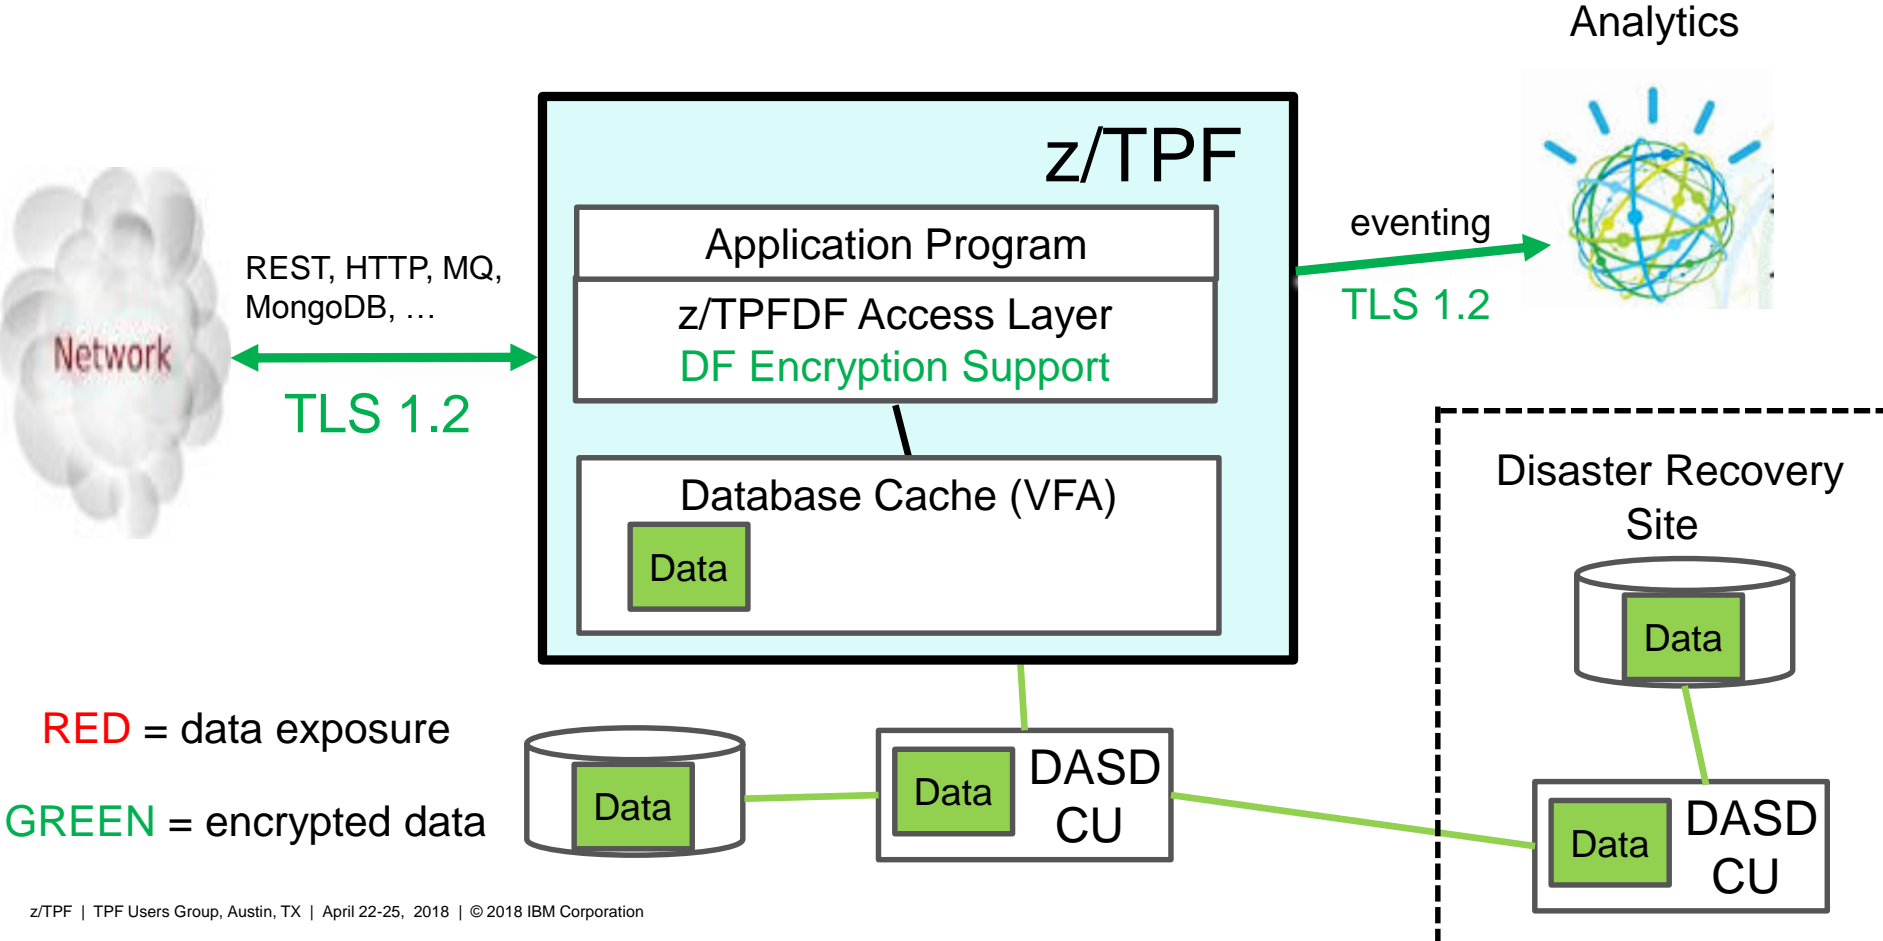 Analytics
z/TPF
Application Program
z/TPFDF Access Layer
DF Encryption Support
Database Cache (VFA)
Data
Network
REST, HTTP, MQ,
MongoDB, …
TLS 1.2
eventing
TLS 1.2
Disaster Recovery
Site
Data
RED = data exposure
GREEN = encrypted data
Data
Data
DASD
CU
Data
DASD
CU
z/TPF | TPF Users Group, Austin, TX | April 22-25, 2018 | © 2018 IBM Corporation